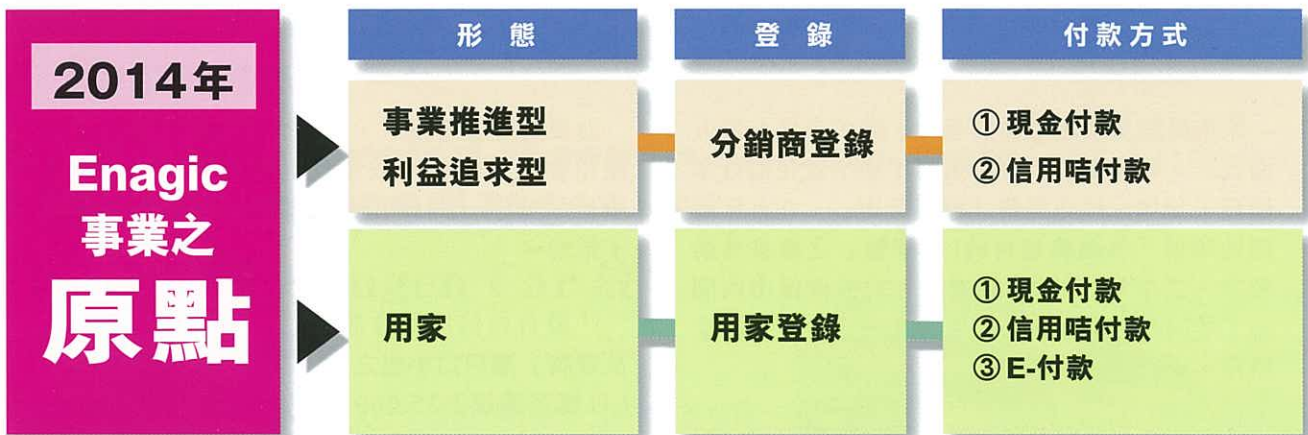 2014年
Enagic
事業之
原點
形態
登錄
付款方式
事業推進型
利益追求型
分銷商登錄
①現金付款
②信用咭付款
用家
用家登錄
①現金付款
②信用咭付款
③E-付款